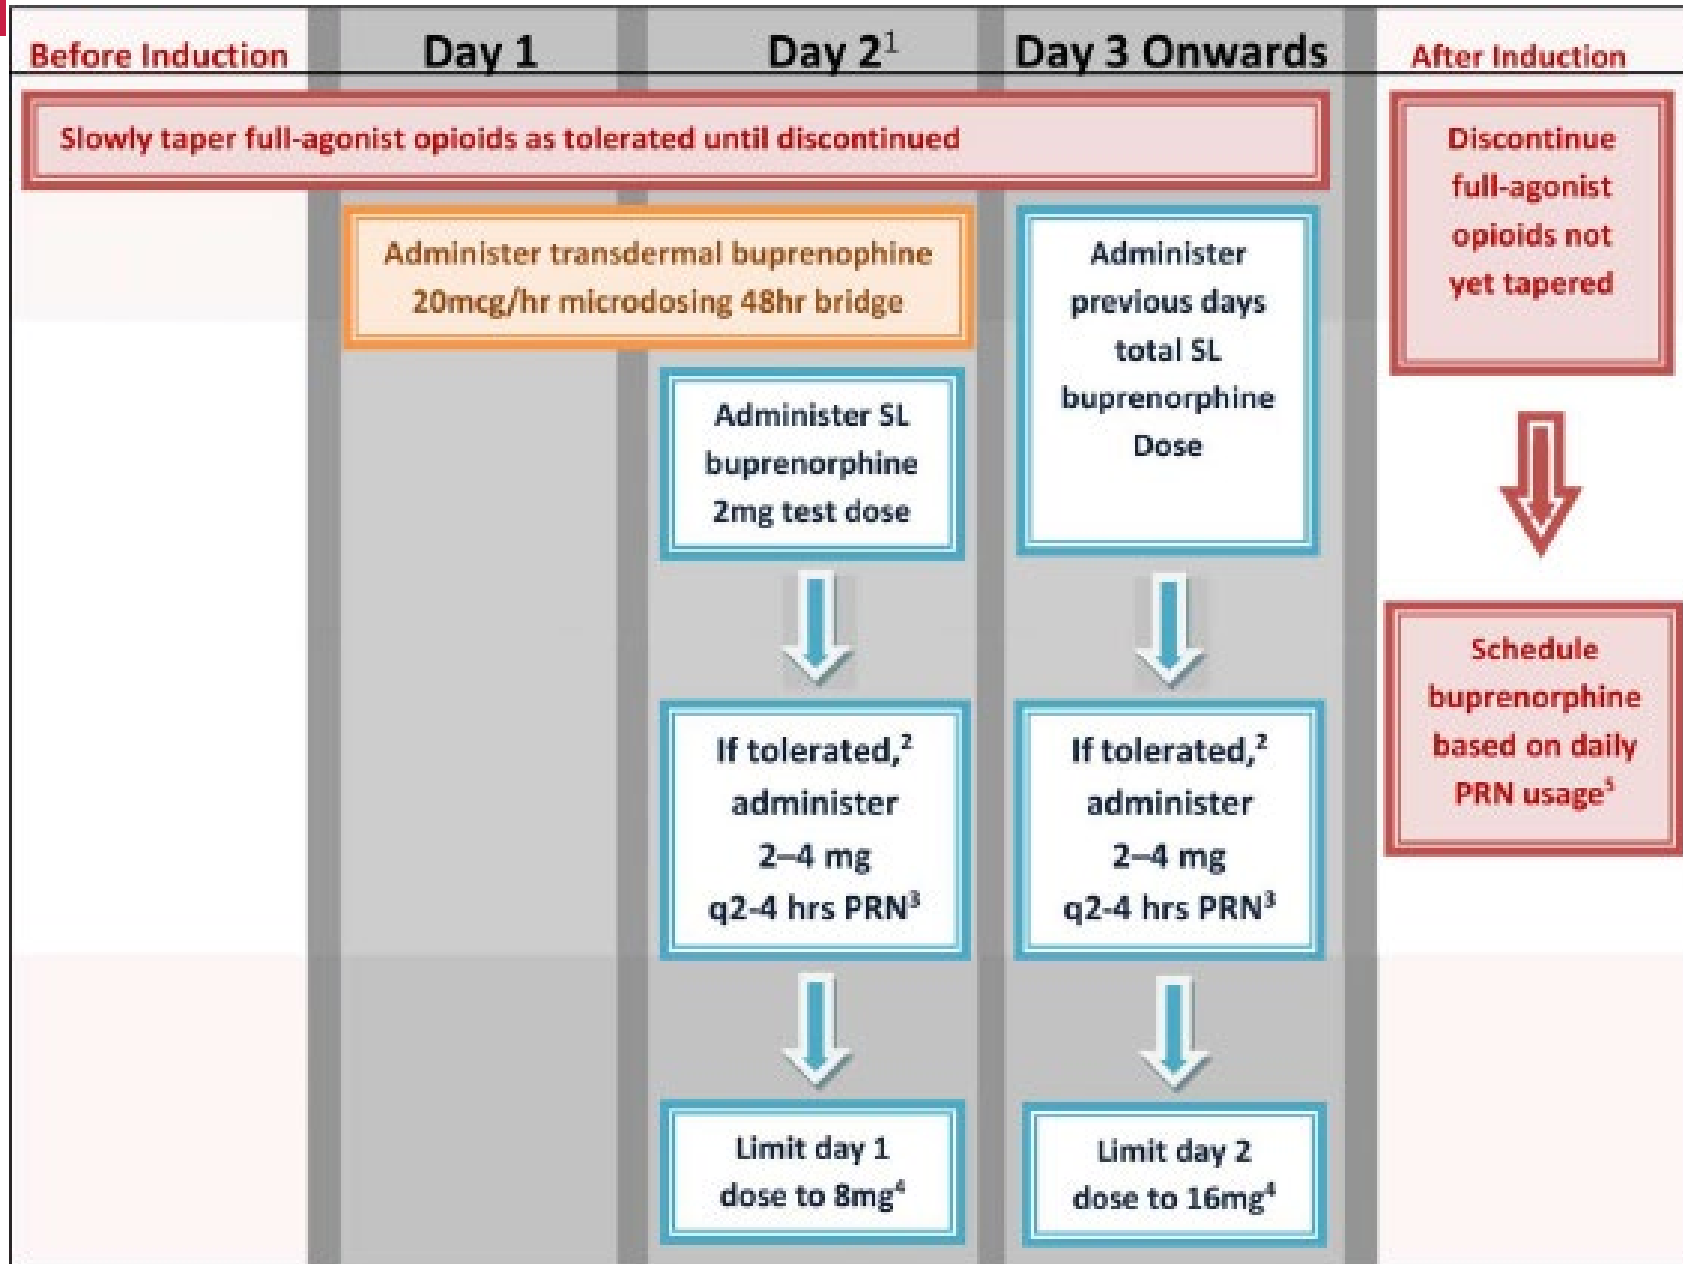 Before Induction
Day 1
Day 2¹
Day 3 Onwards
After Induction
Slowly taper full-agonist opioids as tolerated until discontinued
Administer transdermal buprenophine
20mcg/hr microdosing 48hr bridge
Administer SL
buprenorphine
2mg test dose
If tolerated,²
administer
2–4 mg
q2-4 hrs PRN³
Limit day 1
dose to 8mg⁴
Administer
previous days
total SL
buprenorphine
Dose
If tolerated,²
administer
2–4 mg
q2-4 hrs PRN³
Limit day 2
dose to 16mg⁴
Discontinue
full-agonist
opioids not
yet tapered
Schedule
buprenorphine
based on daily
PRN usage⁵